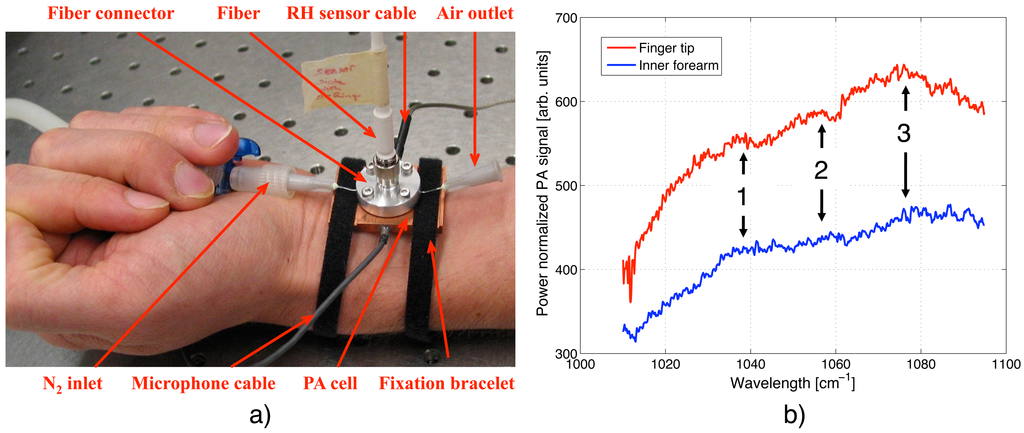 Fiber connector Fiber RH sensor cable Air outlet
sensor
side
N₂ inlet Microphone cable PA cell Fixation bracelet
a)
Power normalized PA signal [arb. units]
700
600
500
400
300
Finger tip
Inner forearm
1
2
3
1000 1020 1040 1060 1080 1100
Wavelength [cm⁻¹]
b)